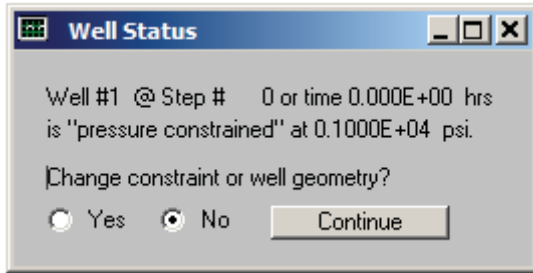 Well Status
Well #1 @ Step # 0 or time 0.000E+00 hrs
is "pressure constrained" at 0.1000E+04 psi.
Change constraint or well geometry?
Yes No Continue